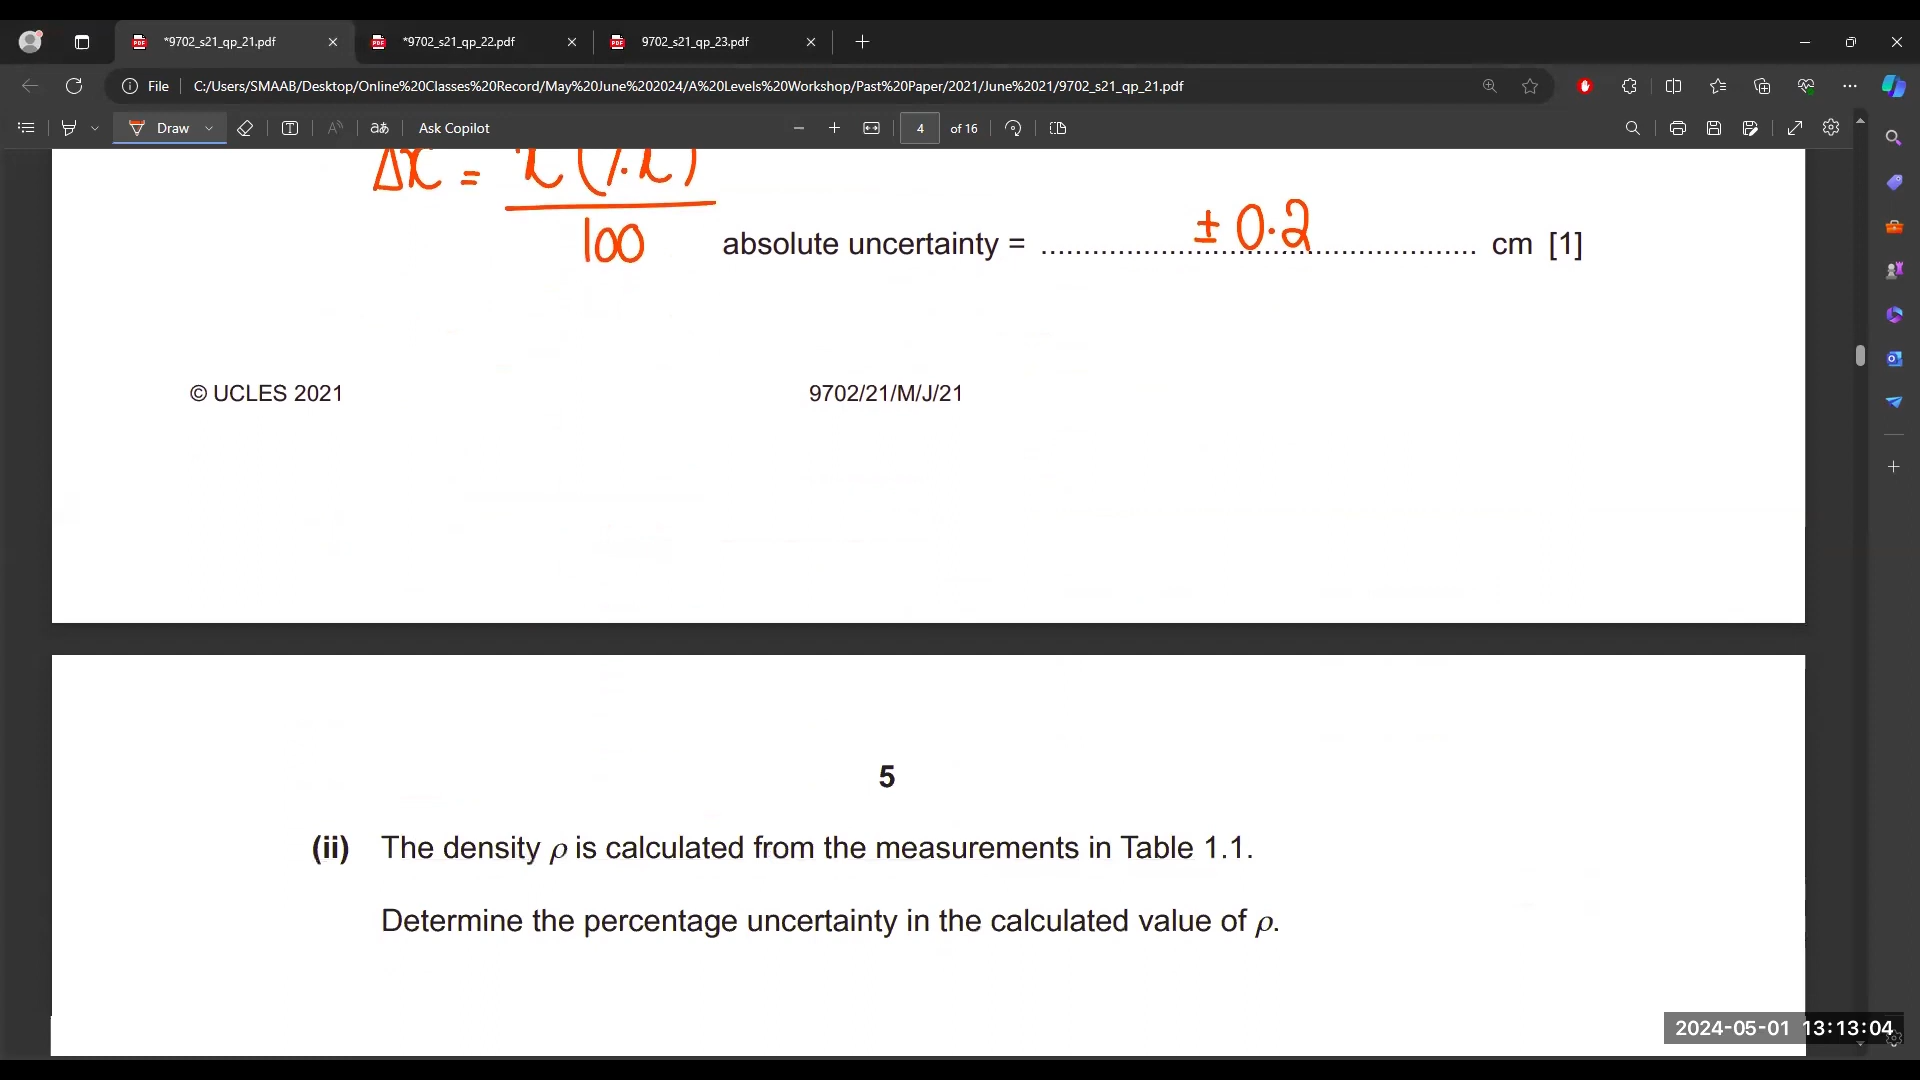 *9702_s21_qp_21.pdf
*9702_s21_qp_22.pdf
9702_s21_qp_23.pdf
File
C:/Users/SMAAB/Desktop/Online%20Classes%20Record/May%20June%202024/A%20Levels%20Workshop/Past%20Paper/2021/June%2021/9702_s21_qp_21.pdf
Draw
Ask Copilot
4
of 16
Δx =
100
absolute uncertainty = ± 0.2 cm [1]
© UCLES 2021
9702/21/M/J/21
5
(ii) The density ρ is calculated from the measurements in Table 1.1.
Determine the percentage uncertainty in the calculated value of ρ.
2024-05-01 13:13:04